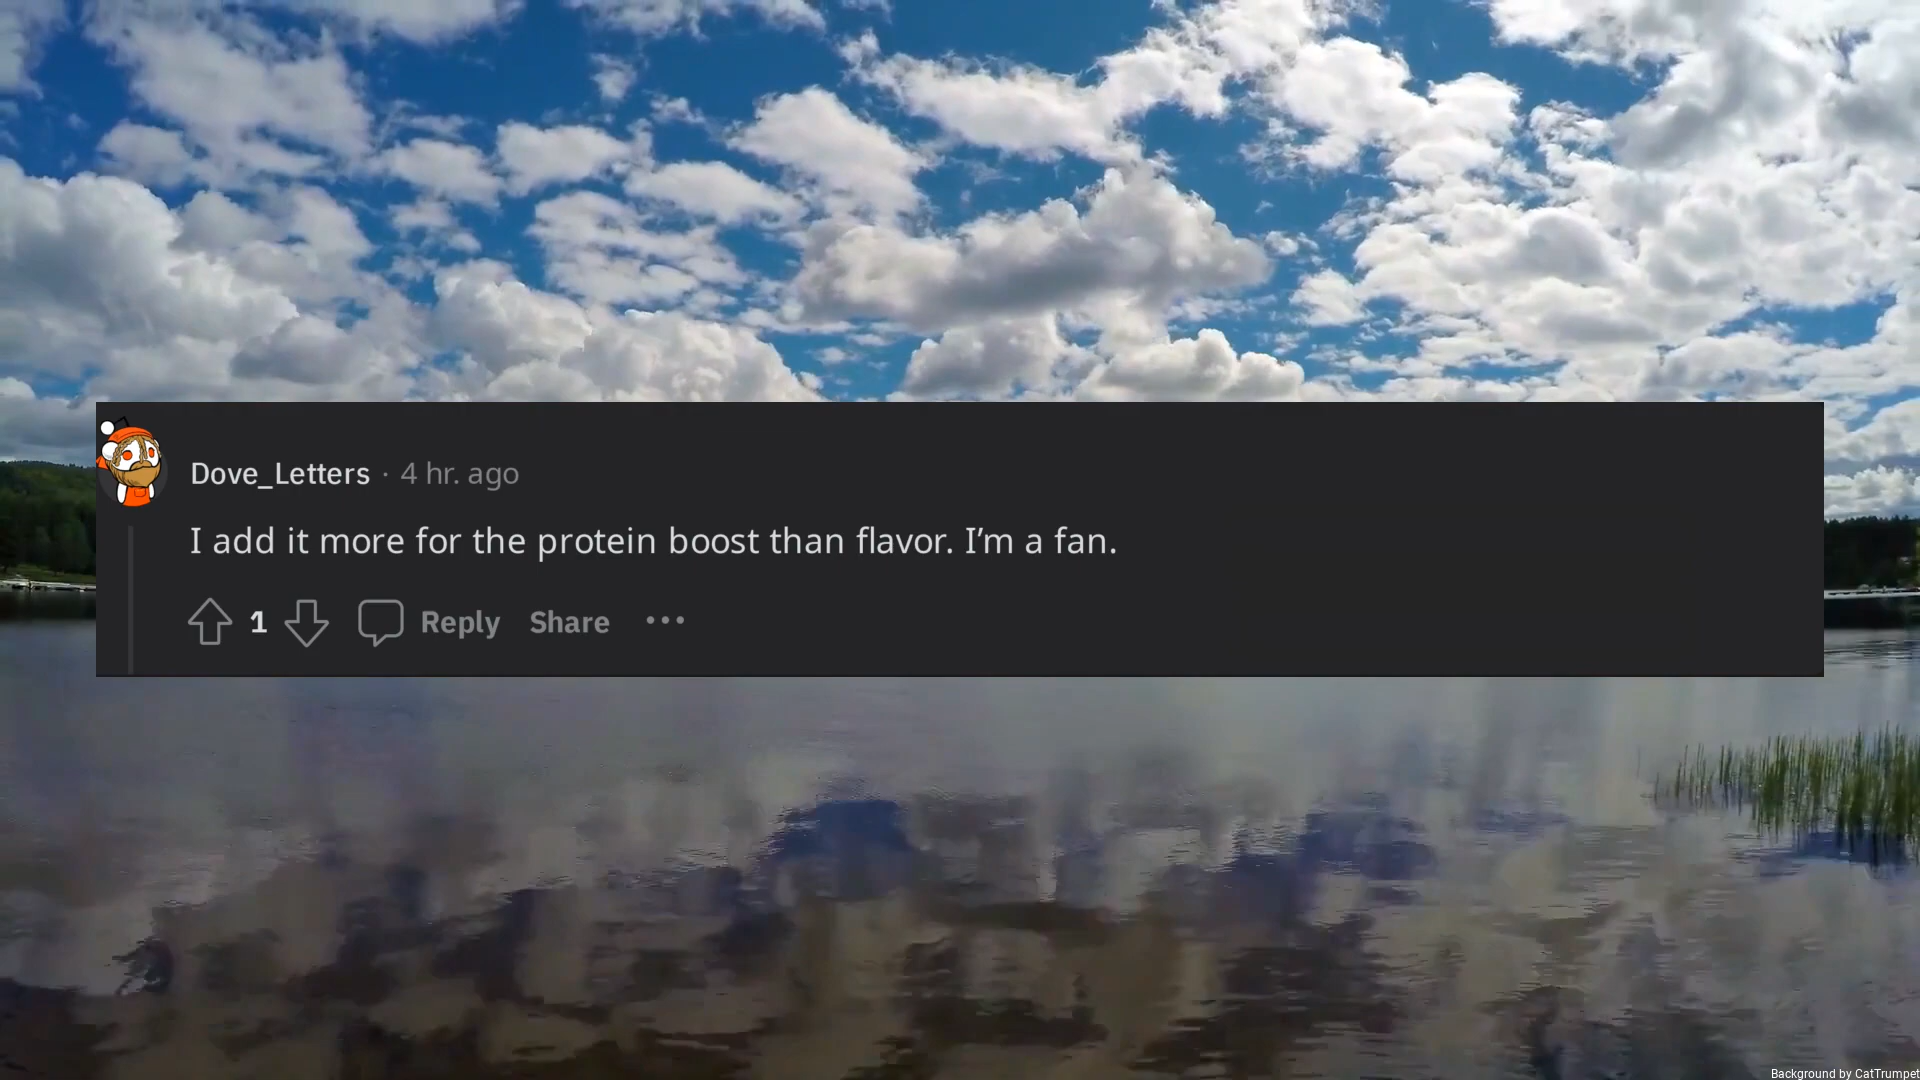 Dove_Letters · 4 hr. ago
I add it more for the protein boost than flavor. I’m a fan.
1 Reply Share ···
Background by CatTrumpet